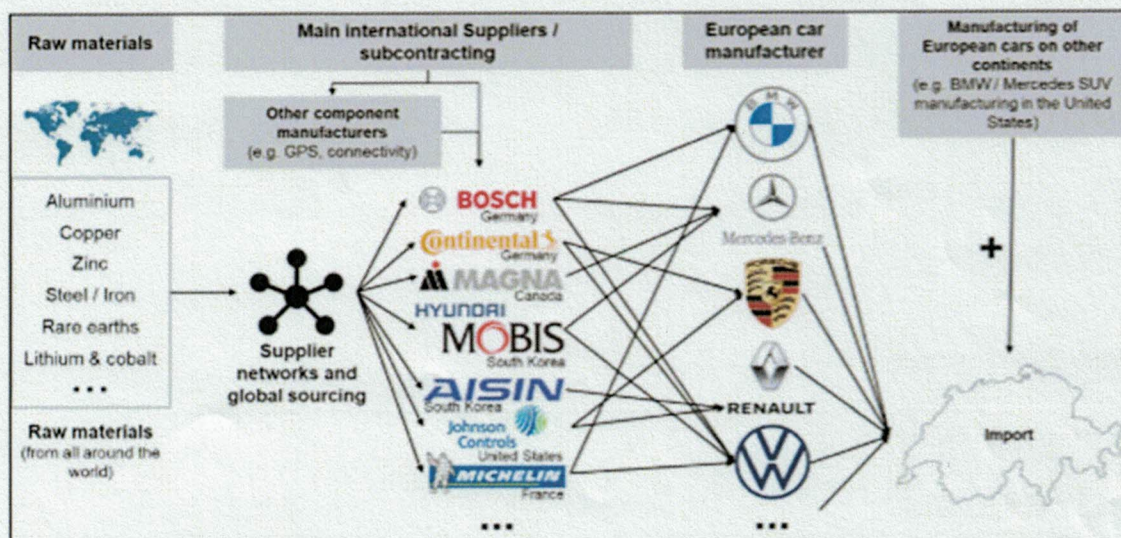 Raw materials
Main international Suppliers /
subcontracting
European car
manufacturer
Manufacturing of
European cars on other
continents
(e.g. BMW / Mercedes SUV
manufacturing in the United
States)
Other component
manufacturers
(e.g. GPS, connectivity)
Aluminium
Copper
Zinc
Steel / Iron
Rare earths
Lithium & cobalt
...
Raw materials
(from all around the
world)
Supplier
networks and
global sourcing
BOSCH
Germany
Continental
Germany
MAGNA
Canada
HYUNDAI
MOBIS
South Korea
AISIN
South Korea
Johnson
Controls
United States
MICHELIN
France
...
BMW
Mercedes-Benz
RENAULT
...
+
Import